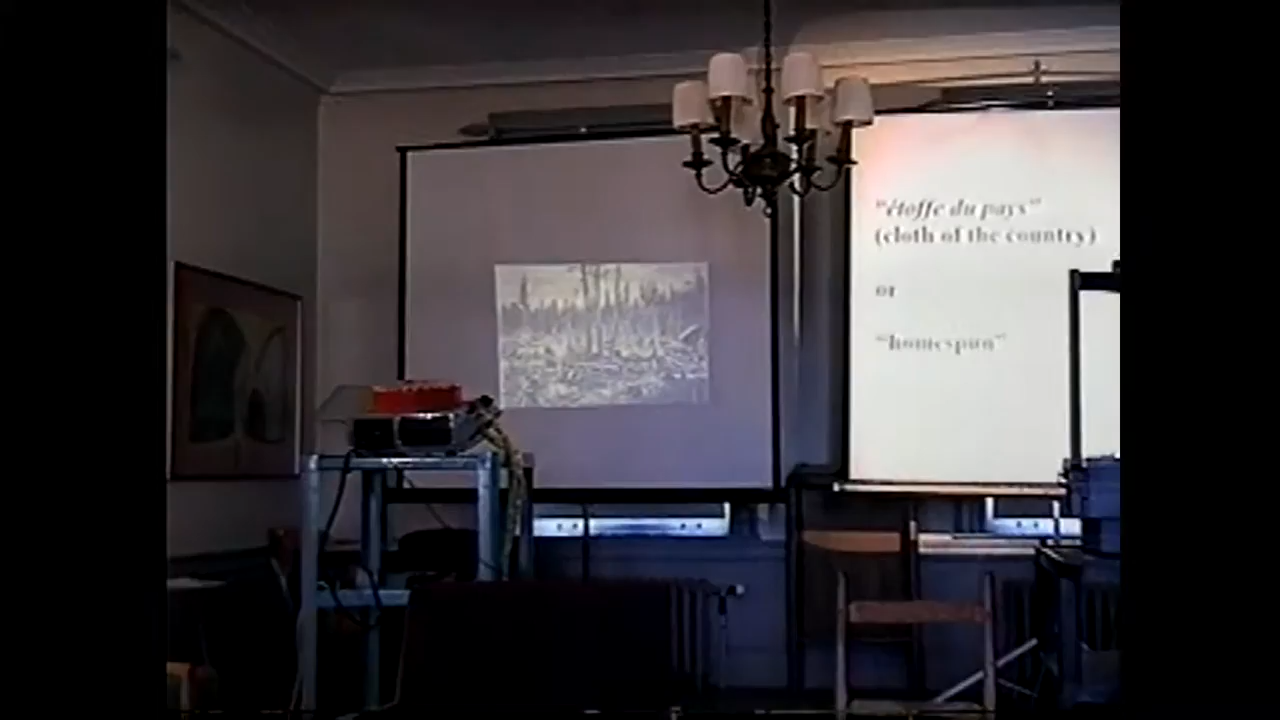 “étoffe du pays”
(cloth of the country)
or
“homespun”